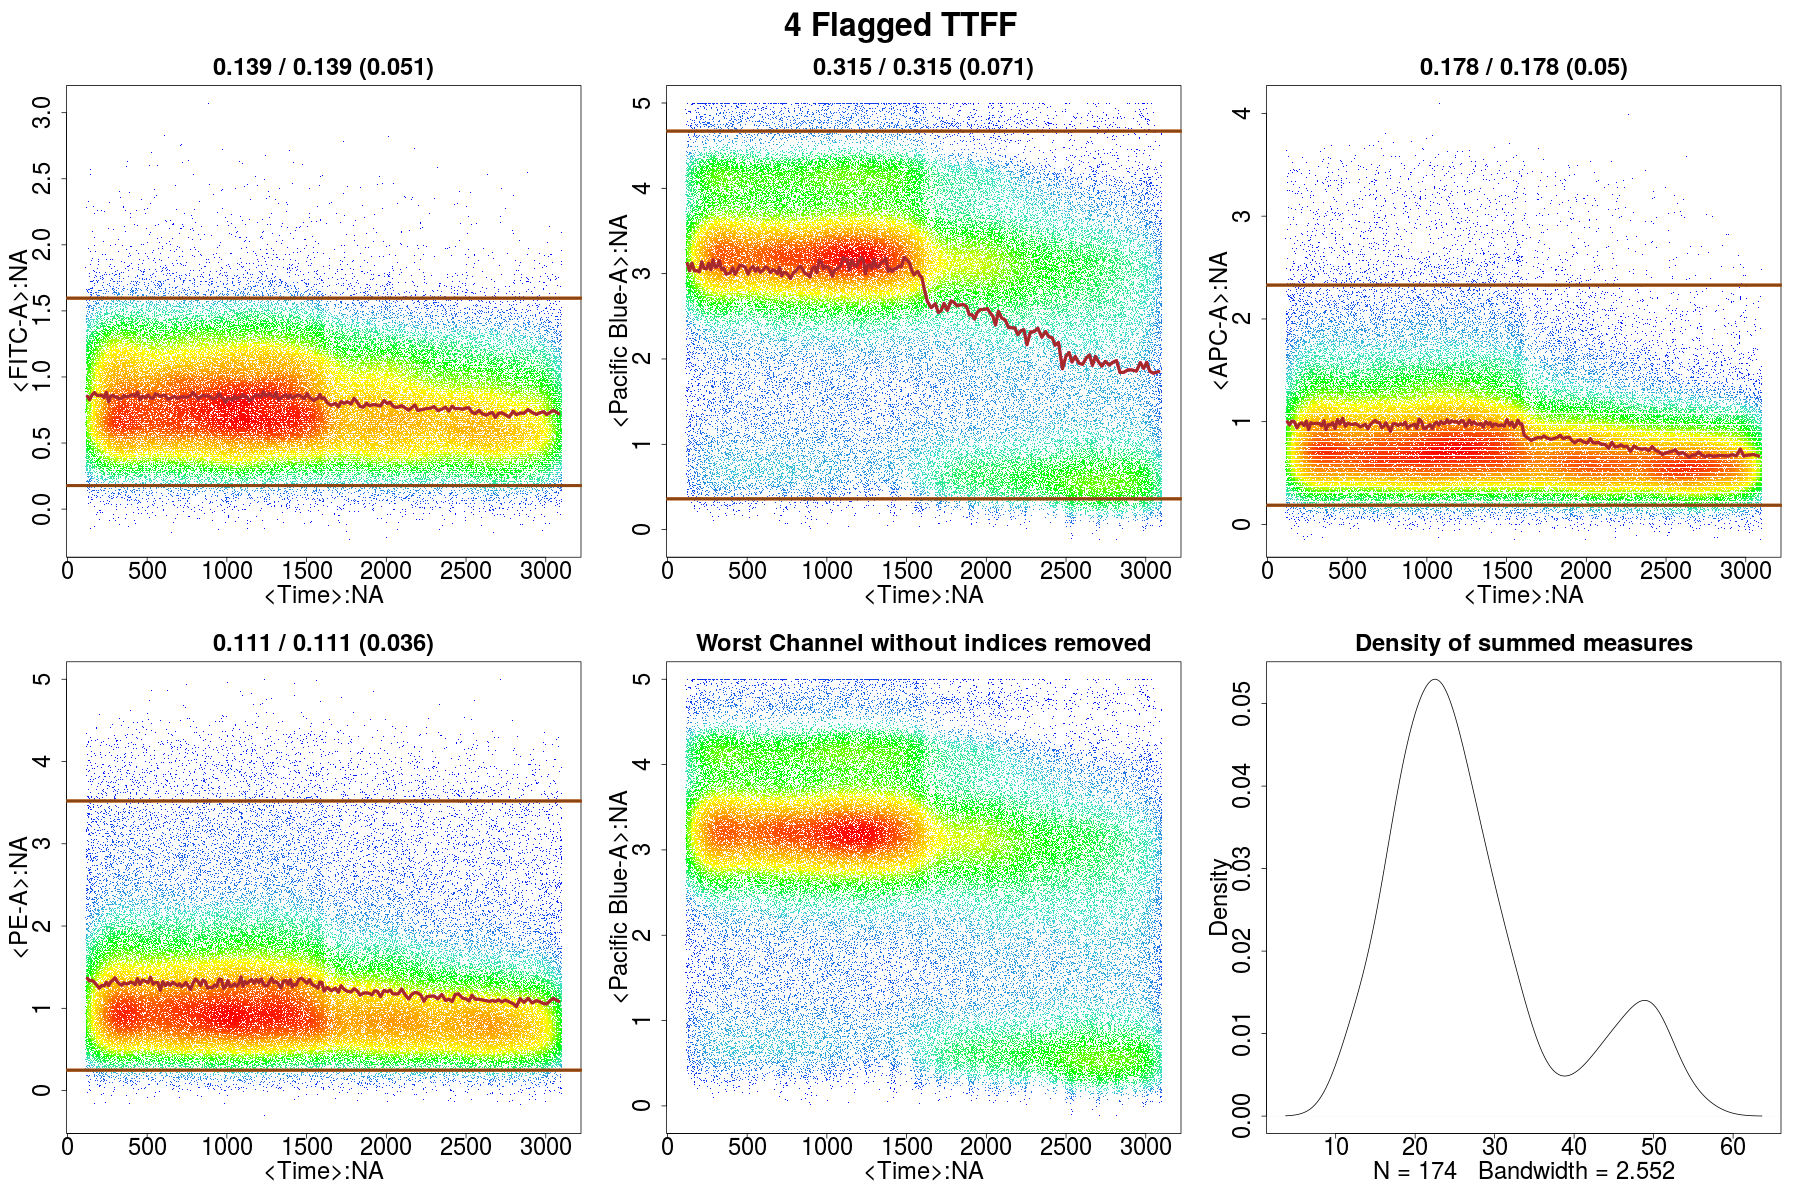 4 Flagged TTFF
0.139 / 0.139 (0.051)
<FITC-A>:NA
0.0 0.5 1.0 1.5 2.0 2.5 3.0
0 500 1000 1500 2000 2500 3000
<Time>:NA
0.315 / 0.315 (0.071)
<Pacific Blue-A>:NA
0 1 2 3 4 5
0 500 1000 1500 2000 2500 3000
<Time>:NA
0.178 / 0.178 (0.05)
<APC-A>:NA
0 1 2 3 4
0 500 1000 1500 2000 2500 3000
<Time>:NA
0.111 / 0.111 (0.036)
<PE-A>:NA
0 1 2 3 4 5
0 500 1000 1500 2000 2500 3000
<Time>:NA
Worst Channel without indices removed
<Pacific Blue-A>:NA
0 1 2 3 4 5
0 500 1000 1500 2000 2500 3000
<Time>:NA
Density of summed measures
Density
0.00 0.01 0.02 0.03 0.04 0.05
10 20 30 40 50 60
N = 174 Bandwidth = 2.552